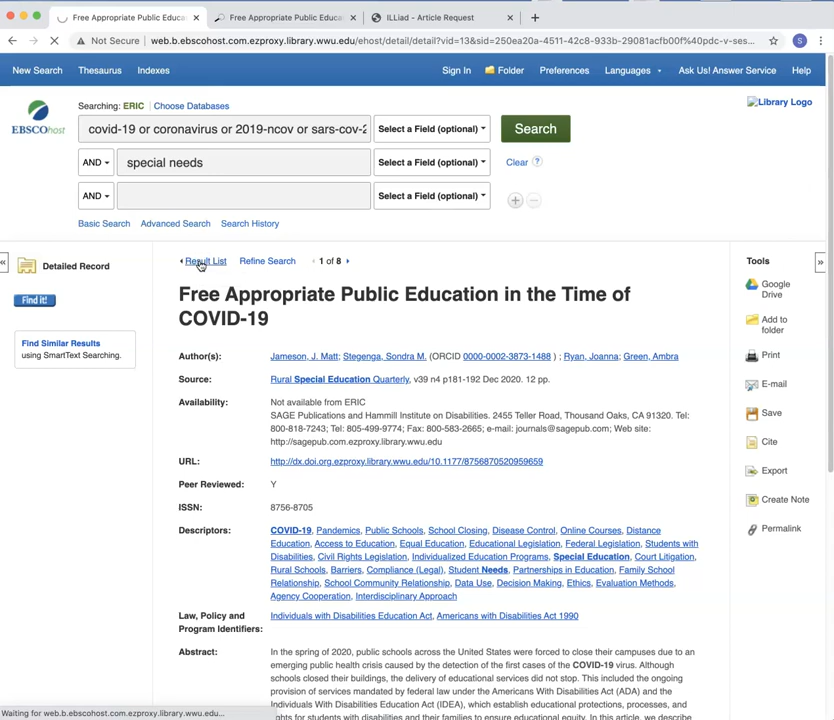 Free Appropriate Public Educa
Free Appropriate Public Educa
ILLiad - Article Request
Not Secure
web.b.ebscohost.com.ezproxy.library.wwu.edu/ehost/detail/detail?vid=13&sid=250ea20a-4511-42c8-933b-29081acfb00f%40pdc-v-ses...
S
New Search Thesaurus Indexes
Sign In Folder Preferences Languages Ask Us! Answer Service Help
Searching: ERIC Choose Databases
Library Logo
EBSCOhost
covid-19 or coronavirus or 2019-ncov or sars-cov-2
Select a Field (optional)
Search
AND
special needs
Select a Field (optional)
Clear ?
AND
Select a Field (optional)
Basic Search Advanced Search Search History
« Detailed Record
Find it!
Find Similar Results
using SmartText Searching.
Result List Refine Search 1 of 8
Free Appropriate Public Education in the Time of
COVID-19
Author(s): Jameson, J. Matt; Stegenga, Sondra M. (ORCID 0000-0002-3873-1488 ) ; Ryan, Joanna; Green, Ambra
Source: Rural Special Education Quarterly, v39 n4 p181-192 Dec 2020. 12 pp.
Availability: Not available from ERIC
SAGE Publications and Hammill Institute on Disabilities. 2455 Teller Road, Thousand Oaks, CA 91320. Tel:
800-818-7243; Tel: 805-499-9774; Fax: 800-583-2665; e-mail: journals@sagepub.com; Web site:
http://sagepub.com.ezproxy.library.wwu.edu
URL: http://dx.doi.org.ezproxy.library.wwu.edu/10.1177/8756870520959659
Peer Reviewed: Y
ISSN: 8756-8705
Descriptors: COVID-19, Pandemics, Public Schools, School Closing, Disease Control, Online Courses, Distance
Education, Access to Education, Equal Education, Educational Legislation, Federal Legislation, Students with
Disabilities, Civil Rights Legislation, Individualized Education Programs, Special Education, Court Litigation,
Rural Schools, Barriers, Compliance (Legal), Student Needs, Partnerships in Education, Family School
Relationship, School Community Relationship, Data Use, Decision Making, Ethics, Evaluation Methods,
Agency Cooperation, Interdisciplinary Approach
Law, Policy and
Program Identifiers:
Individuals with Disabilities Education Act, Americans with Disabilities Act 1990
Abstract: In the spring of 2020, public schools across the United States were forced to close their campuses due to an
emerging public health crisis caused by the detection of the first cases of the COVID-19 virus. Although
schools closed their buildings, the delivery of educational services did not stop. This included the ongoing
provision of services mandated by federal law under the Americans With Disabilities Act (ADA) and the
Individuals With Disabilities Education Act (IDEA), which establish educational protections, processes, and
rights for students with disabilities and their families to ensure educational equity. In this article, we describe
Tools »
Google
Drive
Add to
folder
Print
E-mail
Save
Cite
Export
Create Note
Permalink
Waiting for web.b.ebscohost.com.ezproxy.library.wwu.edu...